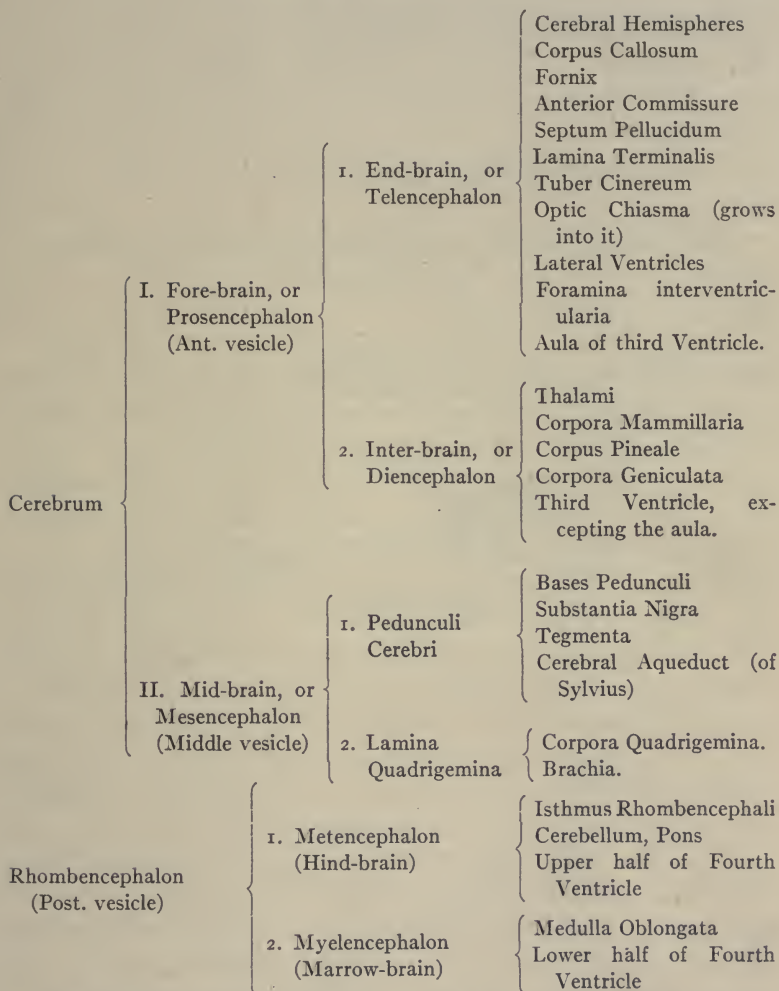 Cerebrum
I. Fore-brain, or
Prosencephalon
(Ant. vesicle)
1. End-brain, or
Telencephalon
Cerebral Hemispheres
Corpus Callosum
Fornix
Anterior Commissure
Septum Pellucidum
Lamina Terminalis
Tuber Cinereum
Optic Chiasma (grows
into it)
Lateral Ventricles
Foramina interventric-
ularia
Aula of third Ventricle.
2. Inter-brain, or
Diencephalon
Thalami
Corpora Mammillaria
Corpus Pineale
Corpora Geniculata
Third Ventricle, ex-
cepting the aula.
II. Mid-brain, or
Mesencephalon
(Middle vesicle)
1. Pedunculi
Cerebri
Bases Pedunculi
Substantia Nigra
Tegmenta
Cerebral Aqueduct (of
Sylvius)
2. Lamina
Quadrigemina
Corpora Quadrigemina.
Brachia.
Rhombencephalon
(Post. vesicle)
1. Metencephalon
(Hind-brain)
Isthmus Rhombencephali
Cerebellum, Pons
Upper half of Fourth
Ventricle
2. Myelencephalon
(Marrow-brain)
Medulla Oblongata
Lower half of Fourth
Ventricle